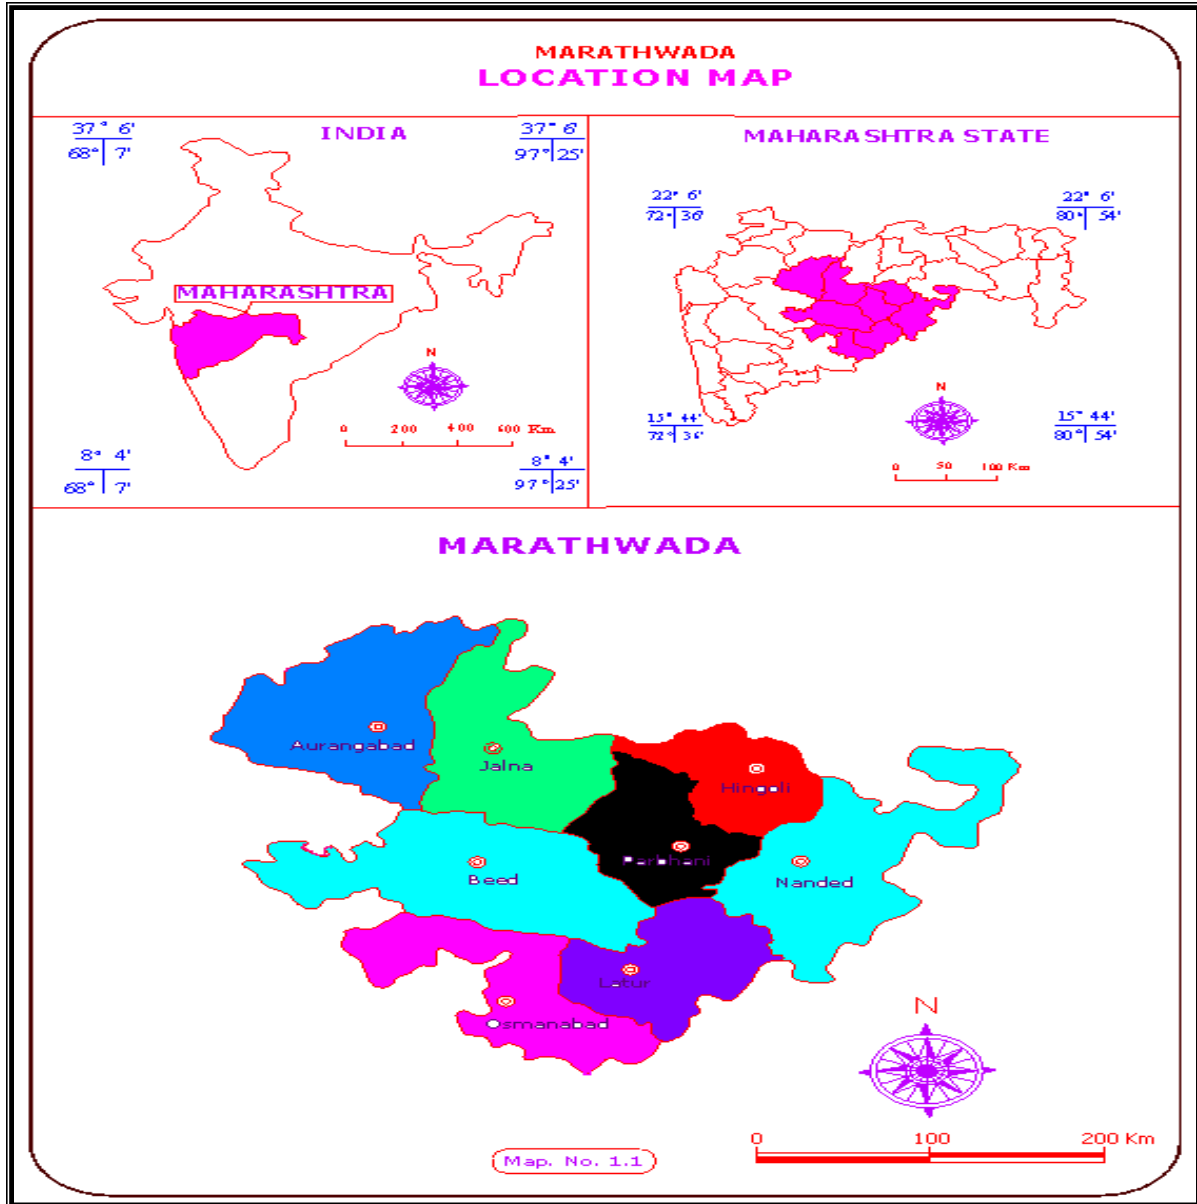 MARATHWADA
LOCATION MAP
INDIA
37° 6'
68° 7'
37° 6'
97° 25'
MAHARASHTRA
N
0 200 400 600 Km
8° 4'
68° 7'
8° 4'
97° 25'
MAHARASHTRA STATE
22° 6'
72° 36'
22° 6'
80° 54'
N
15° 44'
72° 36'
15° 44'
80° 54'
0 50 100 Km
MARATHWADA
Aurangabad
Jalna
Hingoli
Parbhani
Beed
Nanded
Latur
Osmanabad
N
0 100 200 Km
Map. No. 1.1